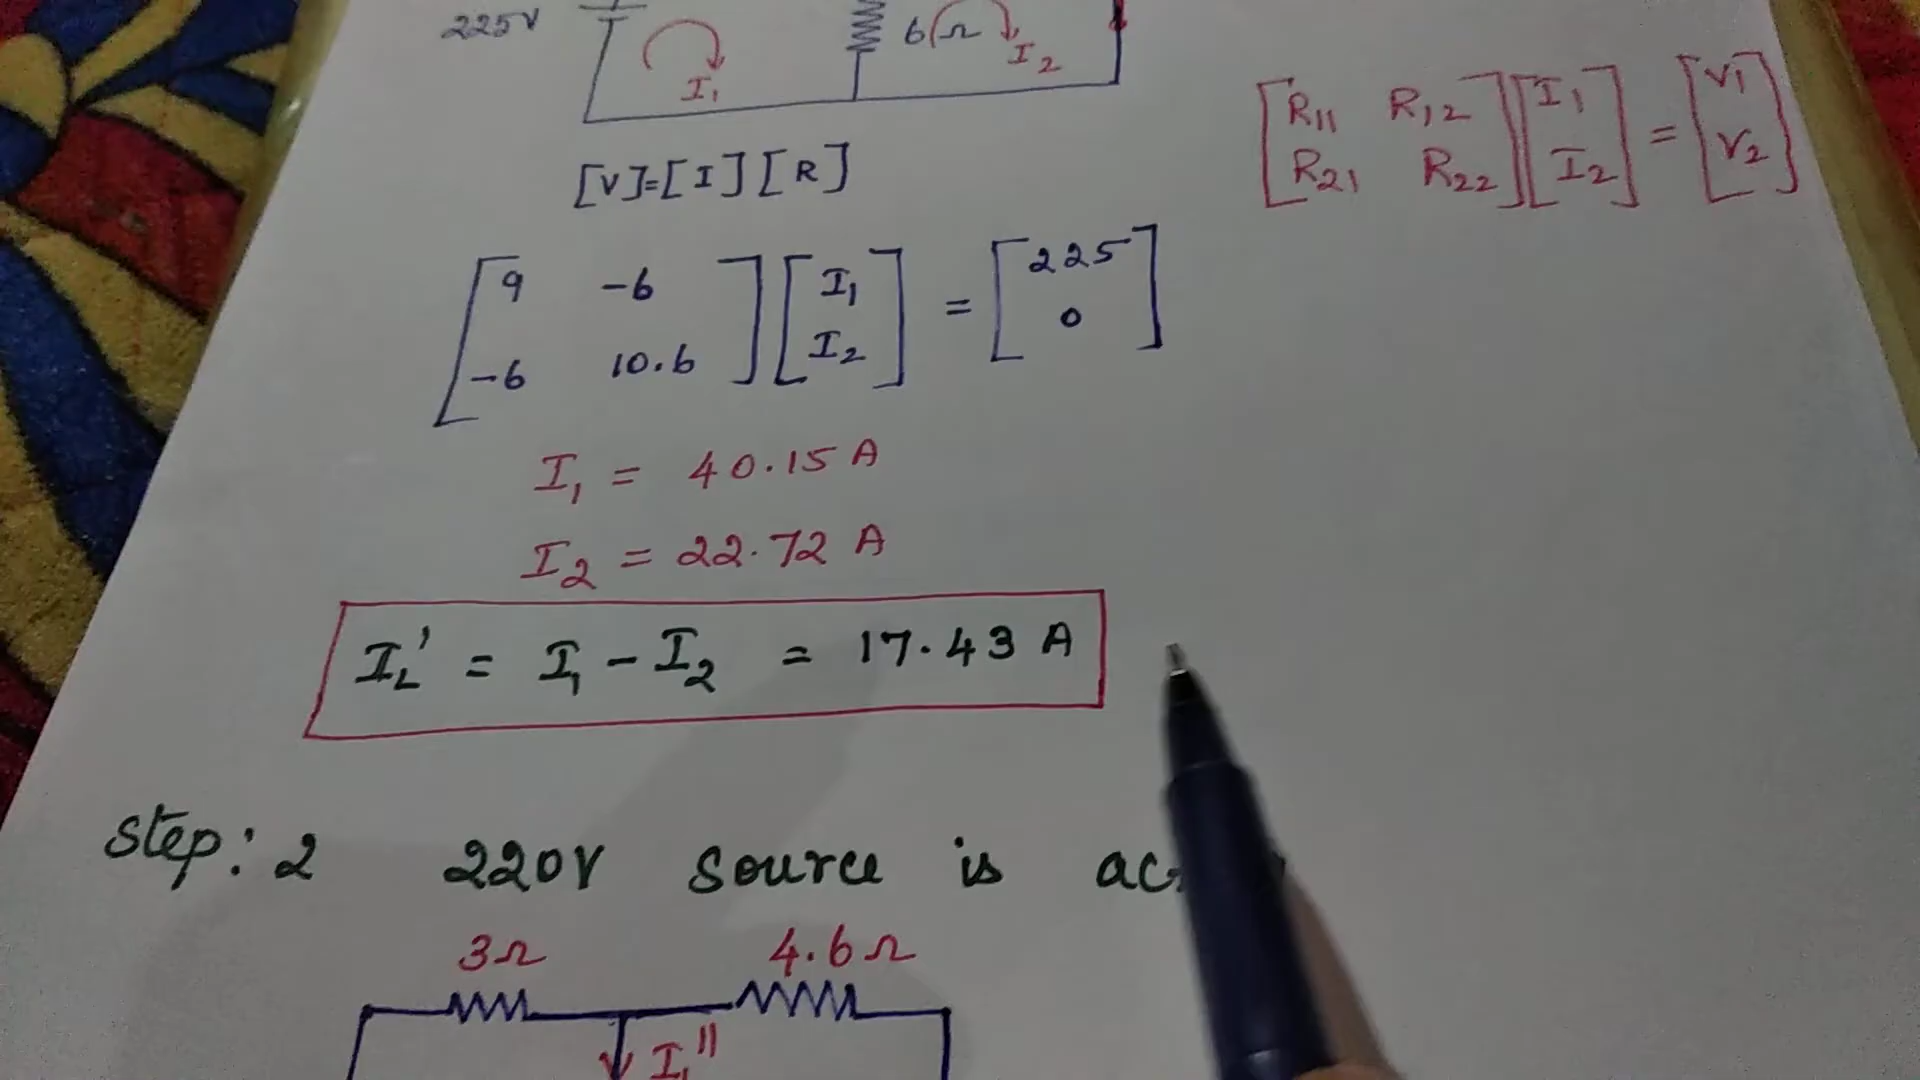 225V
6Ω
I₁
I₂
[V]=[I][R]
[R₁₁ R₁₂
R₂₁ R₂₂] [I₁
I₂] = [V₁
V₂]
[9 -6
-6 10.6] [I₁
I₂] = [225
0]
I₁ = 40.15 A
I₂ = 22.72 A
I_L' = I₁ - I₂ = 17.43 A
Step: 2 220V source is
3Ω 4.6Ω
I₁''